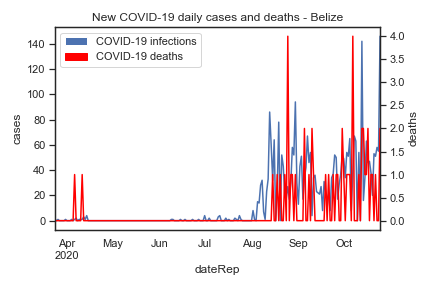 New COVID-19 daily cases and deaths - Belize
COVID-19 infections
COVID-19 deaths
140
120
100
80
60
40
20
0
cases
4.0
3.5
3.0
2.5
2.0
1.5
1.0
0.5
0.0
deaths
Apr May Jun Jul Aug Sep Oct
2020
dateRep